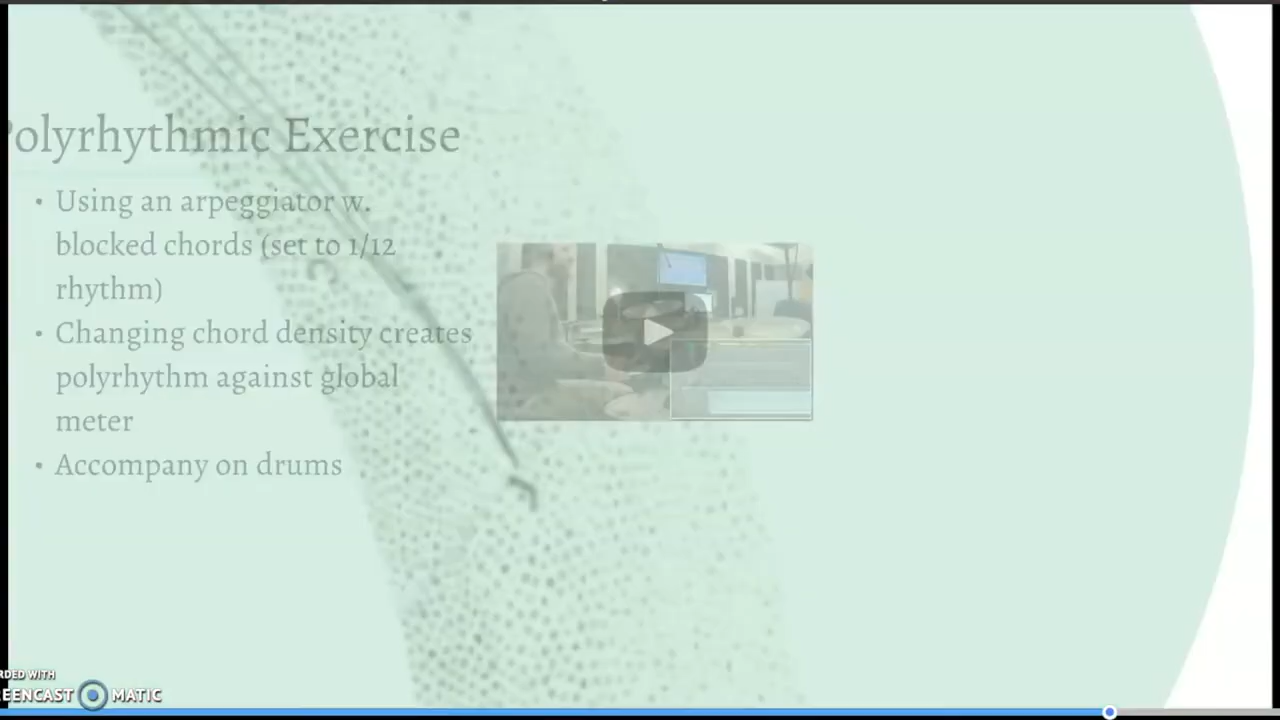 Polyrhythmic Exercise
• Using an arpeggiator w.
blocked chords (set to 1/12
rhythm)
• Changing chord density creates
polyrhythm against global
meter
• Accompany on drums
RDED WITH
EENCAST MATIC